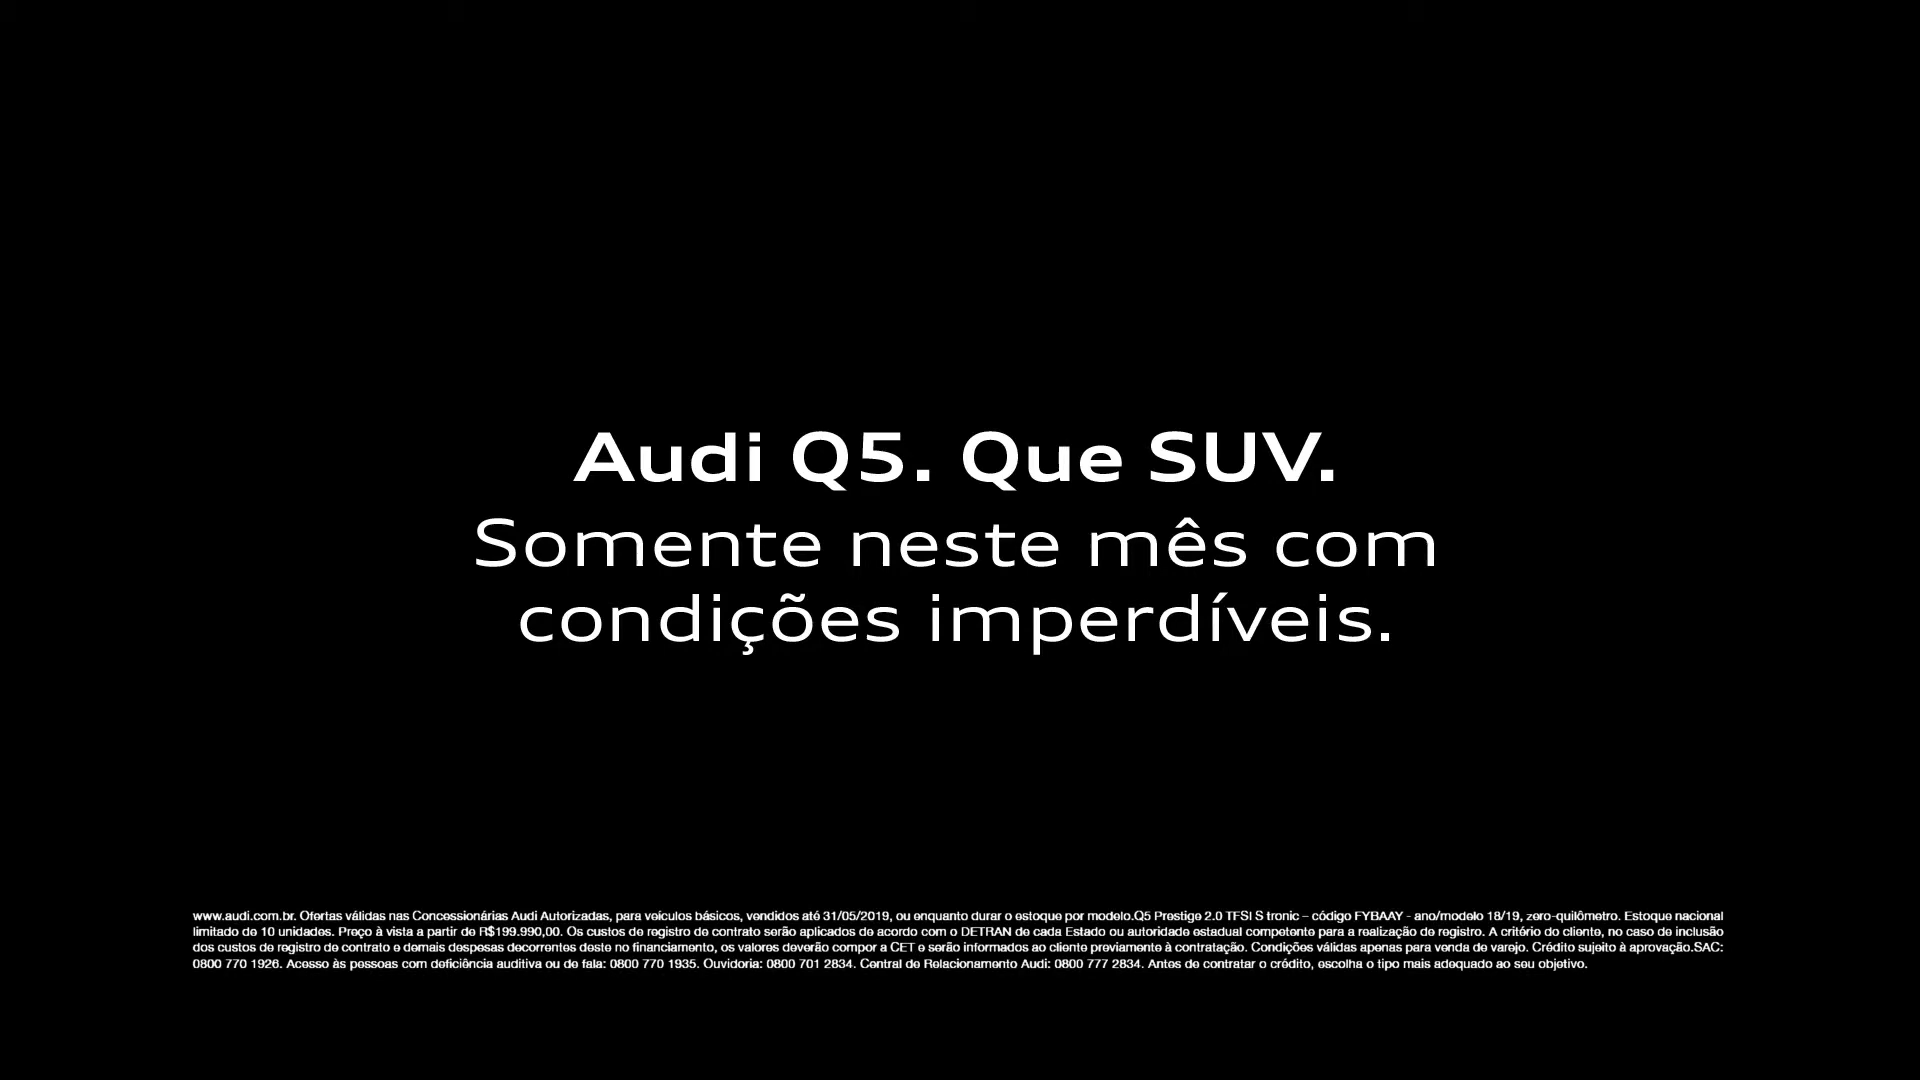 Audi Q5. Que SUV.
Somente neste mês com
condições imperdíveis.
www.audi.com.br. Ofertas válidas nas Concessionárias Audi Autorizadas, para veículos básicos, vendidos até 31/05/2019, ou enquanto durar o estoque por modelo.Q5 Prestige 2.0 TFSI S tronic – código FYBAAY - ano/modelo 18/19, zero-quilômetro. Estoque nacional
limitado de 10 unidades. Preço à vista a partir de R$199.990,00. Os custos de registro de contrato serão aplicados de acordo com o DETRAN de cada Estado ou autoridade estadual competente para a realização de registro. A critério do cliente, no caso de inclusão
dos custos de registro de contrato e demais despesas decorrentes deste no financiamento, os valores deverão compor a CET e serão informados ao cliente previamente à contratação. Condições válidas apenas para venda de varejo. Crédito sujeito à aprovação.SAC:
0800 770 1926. Acesso às pessoas com deficiência auditiva ou de fala: 0800 770 1935. Ouvidoria: 0800 701 2834. Central de Relacionamento Audi: 0800 777 2834. Antes de contratar o crédito, escolha o tipo mais adequado ao seu objetivo.